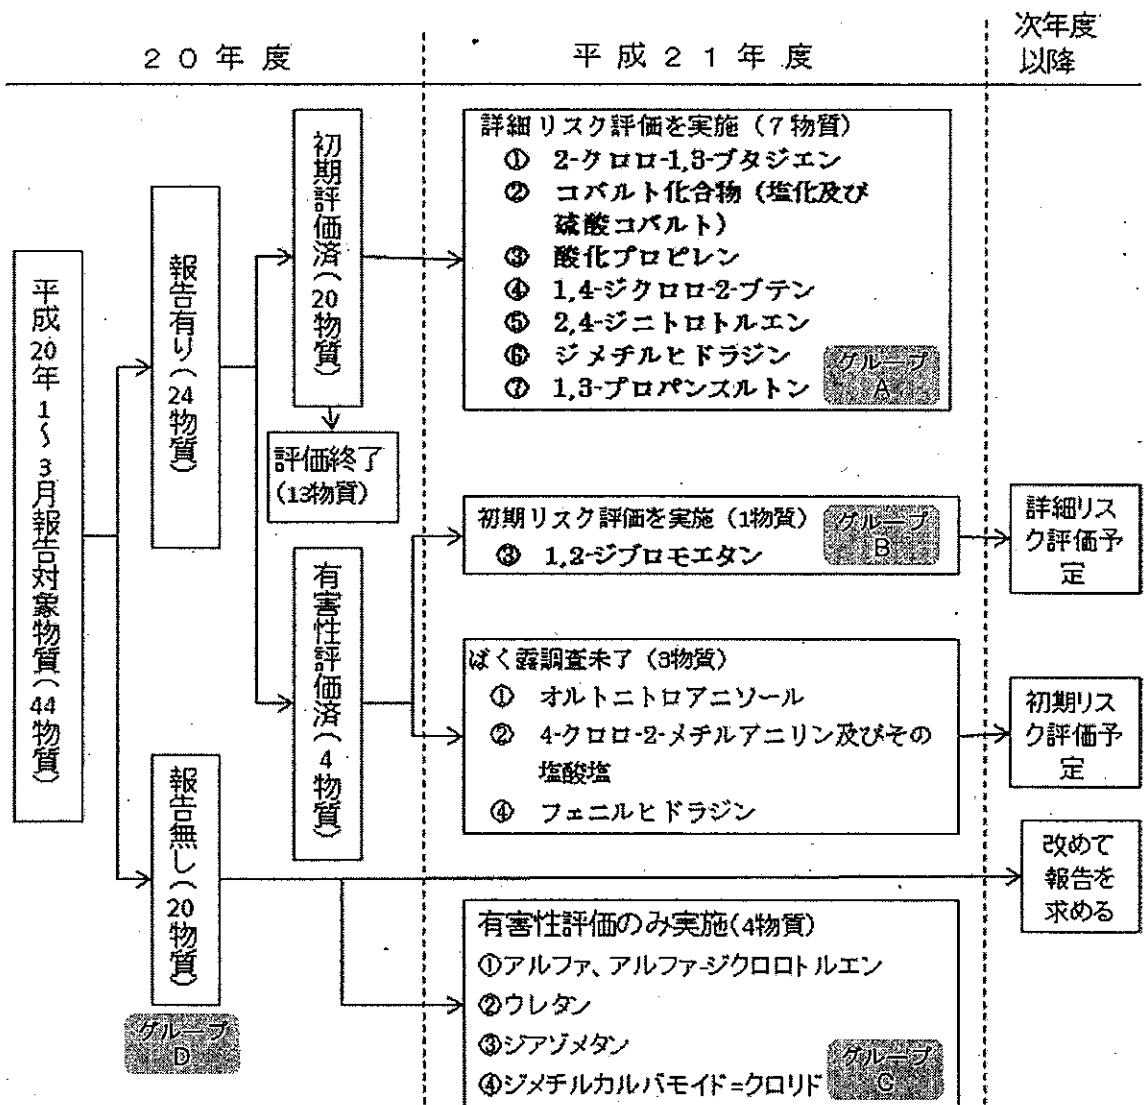 20年度
平成21年度
次年度
以降
平成20年1～3月報告対象物質(44物質)
報告有り(24物質)
初期評価済(20物質)
評価終了
(13物質)
有害性評価済(4物質)
報告無し(20物質)
グループ
D
詳細リスク評価を実施(7物質)
① 2-クロロ-1,3-ブタジエン
② コバルト化合物(塩化及び
硫酸コバルト)
③ 酸化プロピレン
④ 1,4-ジクロロ-2-ブテン
⑤ 2,4-ジニトロトルエン
⑥ ジメチルヒドラジン
⑦ 1,3-プロパンスルトン
グループ
A
初期リスク評価を実施(1物質)
③ 1,2-ジブロモエタン
グループ
B
詳細リス
ク評価予
定
ばく露調査未了(3物質)
① オルトニトロアニソール
② 4-クロロ-2-メチルアニリン及びその
塩酸塩
④ フェニルヒドラジン
初期リス
ク評価予
定
改めて
報告を
求める
有害性評価のみ実施(4物質)
①アルファ、アルファ-ジクロロトルエン
②ウレタン
③ジアゾメタン
④ジメチルカルバモイド=クロリド
グループ
C